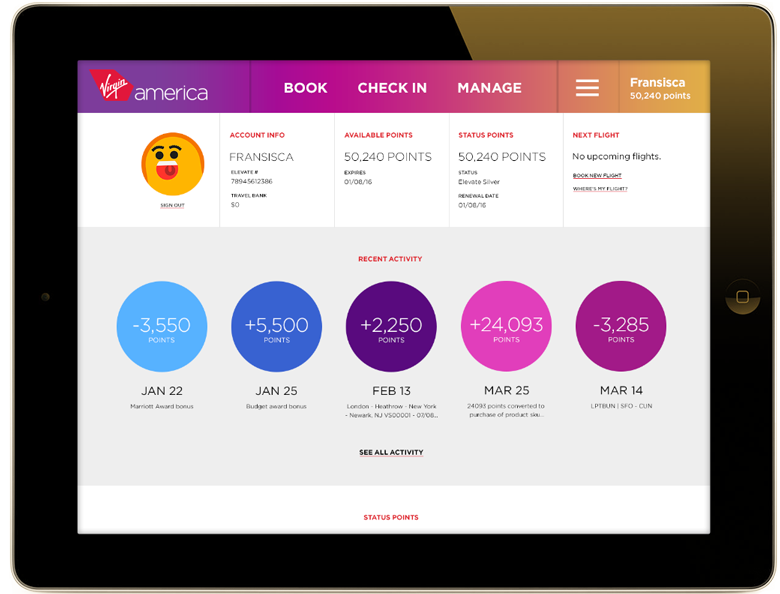 Virgin america
BOOK
CHECK IN
MANAGE
Fransisca
50,240 points
SIGN OUT
ACCOUNT INFO
FRANSISCA
ELEVATE #
78945612386
TRAVEL BANK
$0
AVAILABLE POINTS
50,240 POINTS
EXPIRES
01/08/16
STATUS POINTS
50,240 POINTS
STATUS
Elevate Silver
RENEWAL DATE
01/08/16
NEXT FLIGHT
No upcoming flights.
BOOK NEW FLIGHT
WHERE'S MY FLIGHT?
RECENT ACTIVITY
-3,550
POINTS
JAN 22
Marriott Award bonus
+5,500
POINTS
JAN 25
Budget award bonus
+2,250
POINTS
FEB 13
London - Heathrow - New York
- Newark, NJ VS00001 - 07/08...
+24,093
POINTS
MAR 25
24093 points converted to
purchase of product sku...
-3,285
POINTS
MAR 14
LPTBUN | SFO - CUN
SEE ALL ACTIVITY
STATUS POINTS